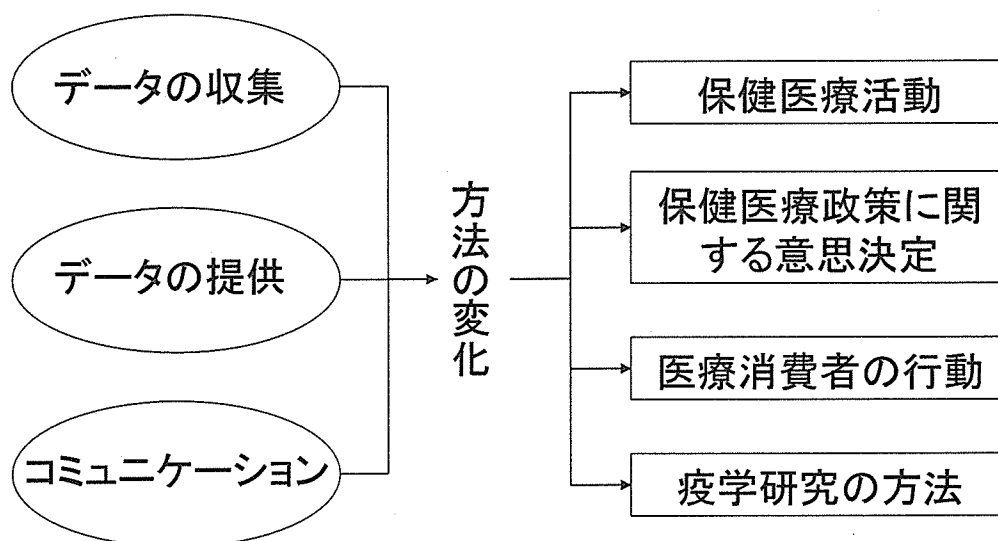 データの収集
データの提供
コミュニケーション
方法の変化
保健医療活動
保健医療政策に関
する意思決定
医療消費者の行動
疫学研究の方法